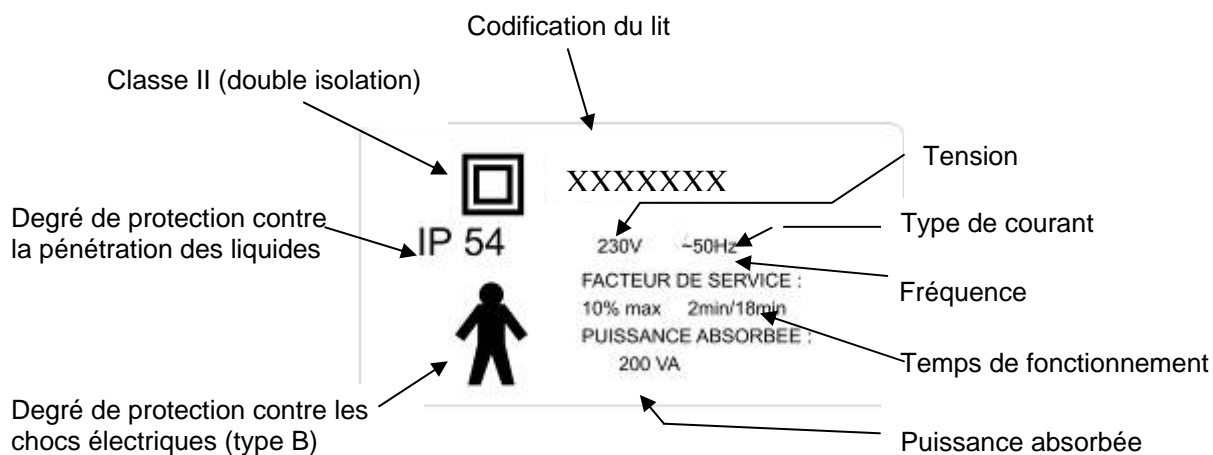 Codification du lit
Classe II (double isolation)
Tension
XXXXXXX
Degré de protection contre
la pénétration des liquides
Type de courant
IP 54
230V ~50Hz
FACTEUR DE SERVICE :
Fréquence
10% max 2min/18min
PUISSANCE ABSORBEE :
200 VA
Temps de fonctionnement
Degré de protection contre les
chocs électriques (type B)
Puissance absorbée